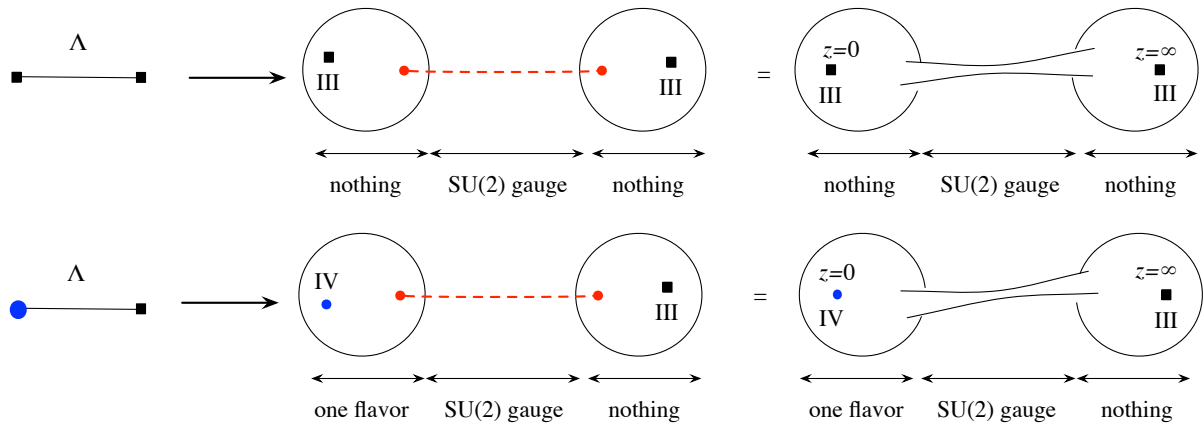 Λ
III
III
=
z=0
III
z=∞
III
nothing
SU(2) gauge
nothing
nothing
SU(2) gauge
nothing
Λ
IV
III
=
z=0
IV
z=∞
III
one flavor
SU(2) gauge
nothing
one flavor
SU(2) gauge
nothing